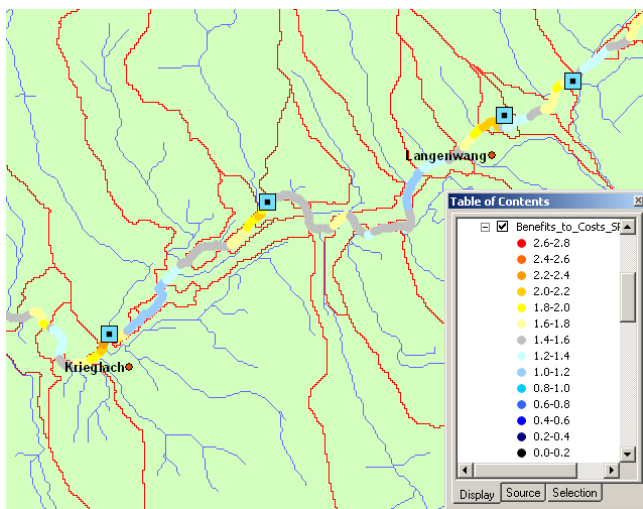 Langenwang
Krieglach
Table of Contents
Benefits_to_Costs_SF
2.6-2.8
2.4-2.6
2.2-2.4
2.0-2.2
1.8-2.0
1.6-1.8
1.4-1.6
1.2-1.4
1.0-1.2
0.8-1.0
0.6-0.8
0.4-0.6
0.2-0.4
0.0-0.2
Display Source Selection